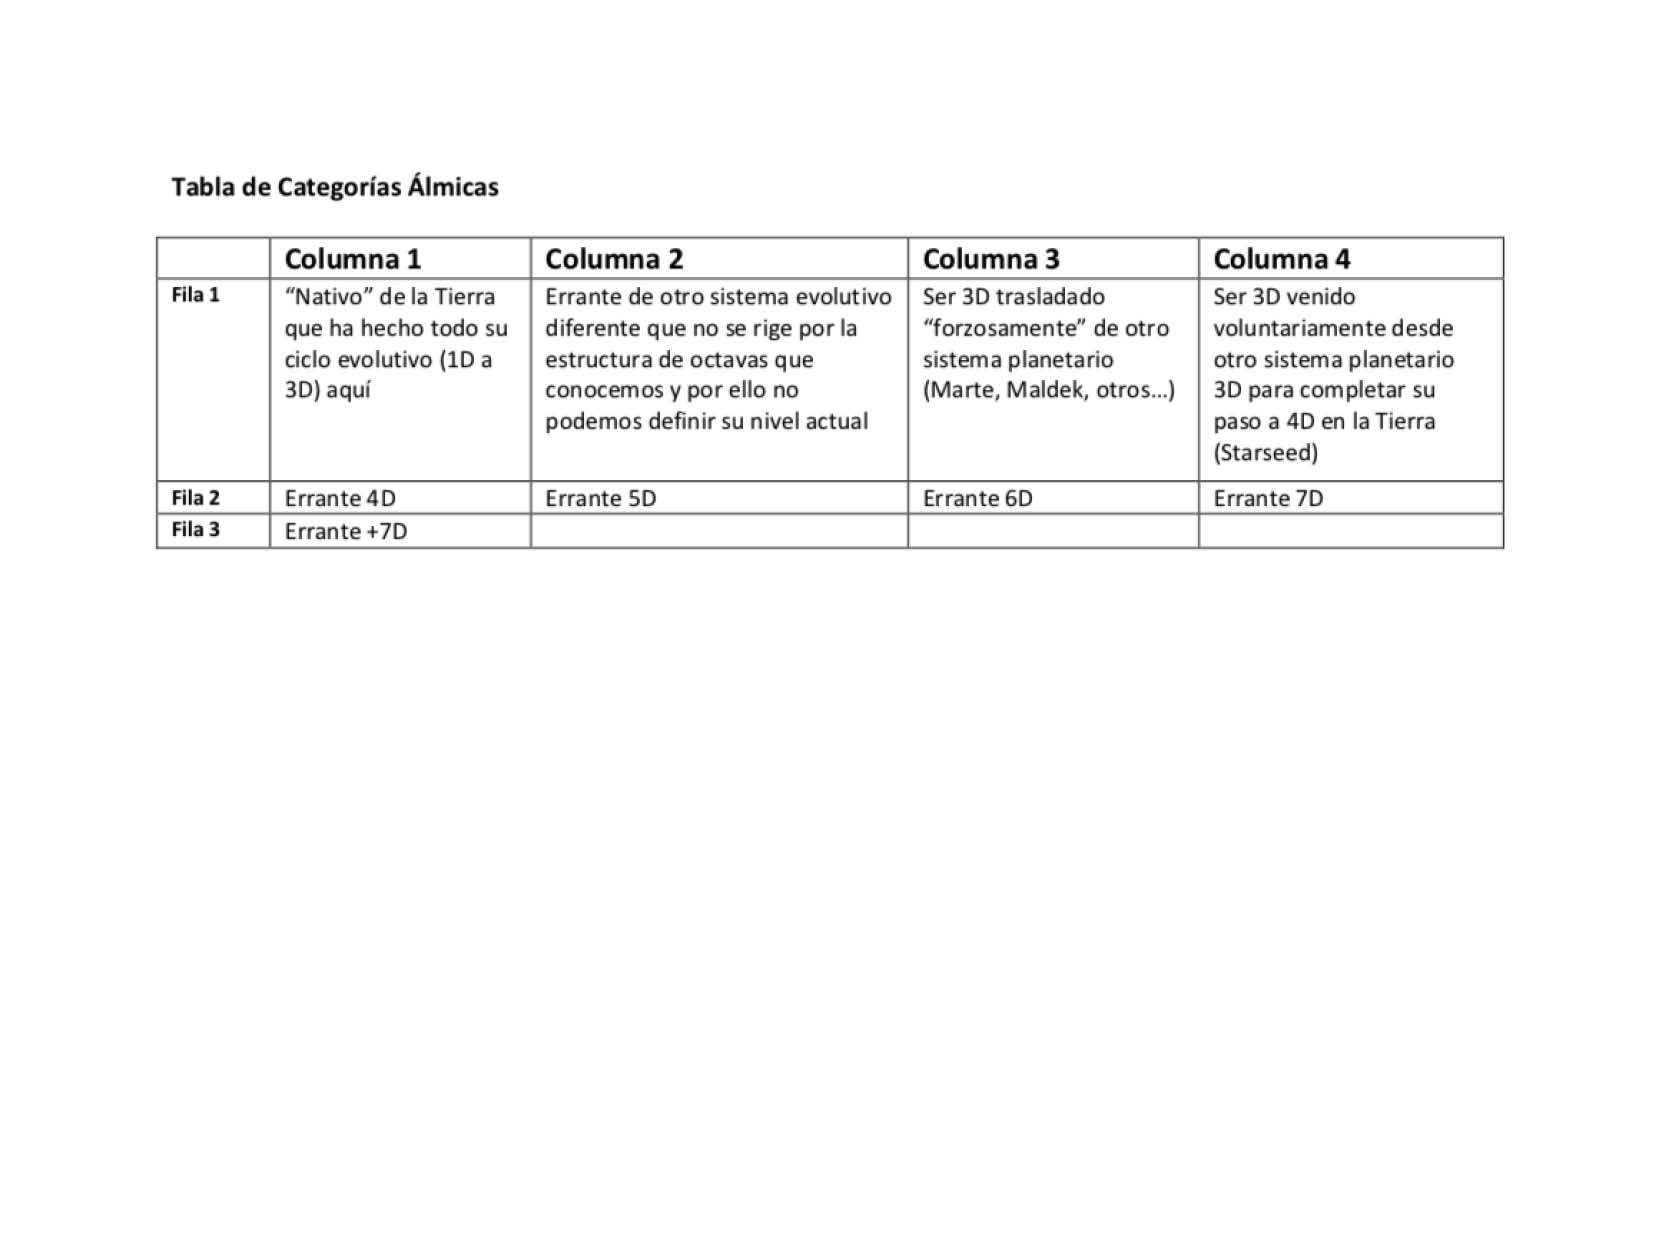 Tabla de Categorías Álmicas
Columna 1 Columna 2 Columna 3 Columna 4
Fila 1
“Nativo” de la Tierra
que ha hecho todo su
ciclo evolutivo (1D a
3D) aquí
Errante de otro sistema evolutivo
diferente que no se rige por la
estructura de octavas que
conocemos y por ello no
podemos definir su nivel actual
Ser 3D trasladado
“forzosamente” de otro
sistema planetario
(Marte, Maldek, otros…)
Ser 3D venido
voluntariamente desde
otro sistema planetario
3D para completar su
paso a 4D en la Tierra
(Starseed)
Fila 2 Errante 4D Errante 5D Errante 6D Errante 7D
Fila 3 Errante +7D